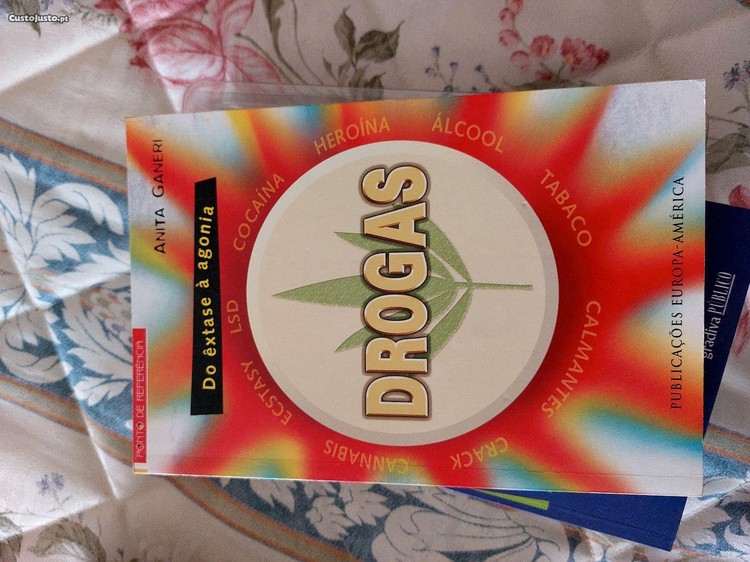 CustoJusto.pt
PONTO DE REFERÊNCIA
ANITA GANERI
Do êxtase à agonia
LSD
COCAÍNA
HEROÍNA
ÁLCOOL
TABACO
CALMANTES
CRACK
CANNABIS
ECSTASY
DROGAS
PUBLICAÇÕES EUROPA-AMÉRICA
gradiva PÚBLICO